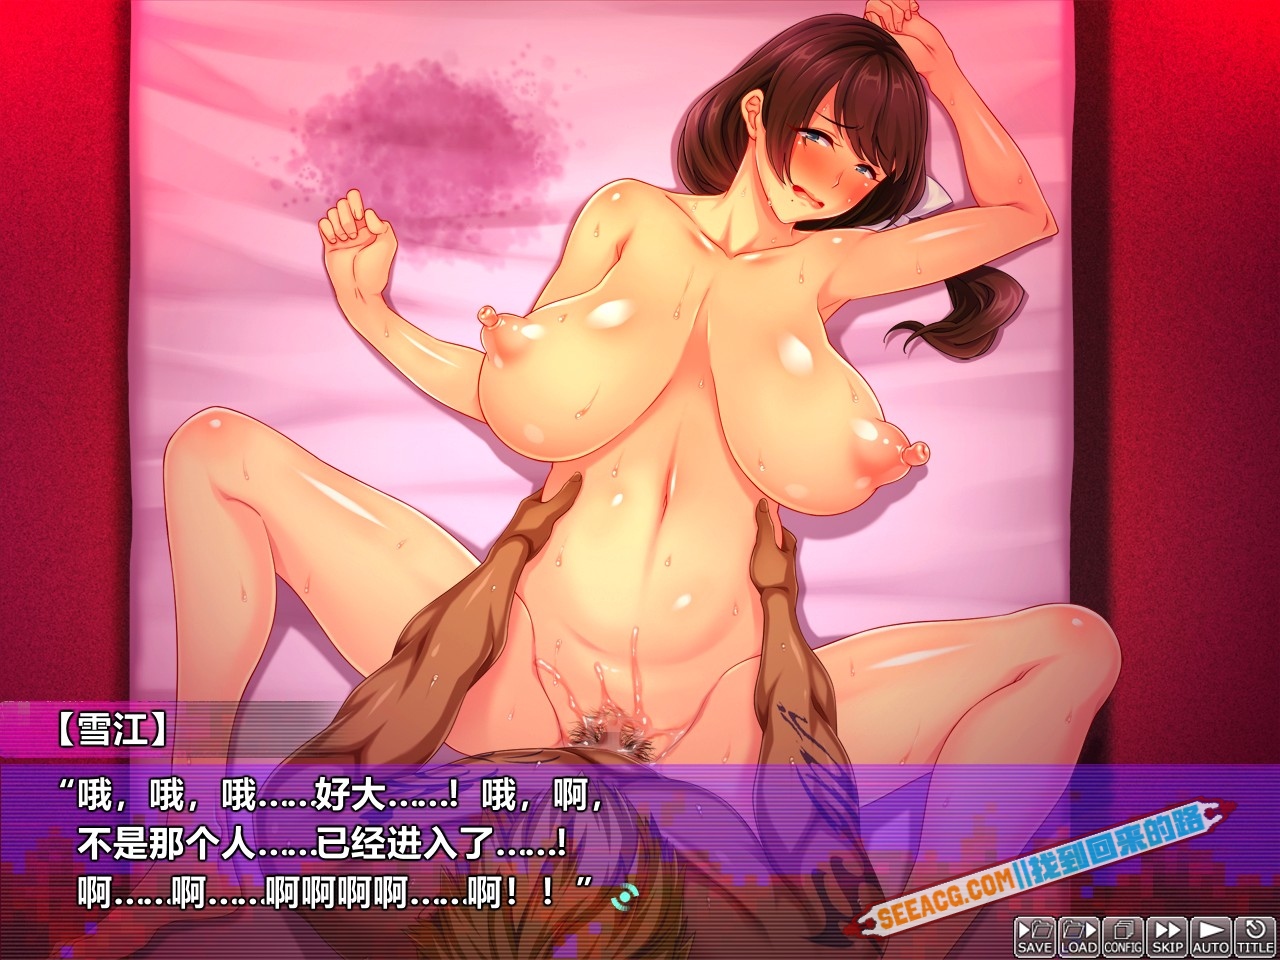 【雪江】
“哦，哦，哦……好大……！哦，啊，
不是那个人……已经进入了……！
啊……啊……啊啊啊啊……啊！！”
SEEACG.COM||找到回来的路
SAVE LOAD CONFIG SKIP AUTO TITLE